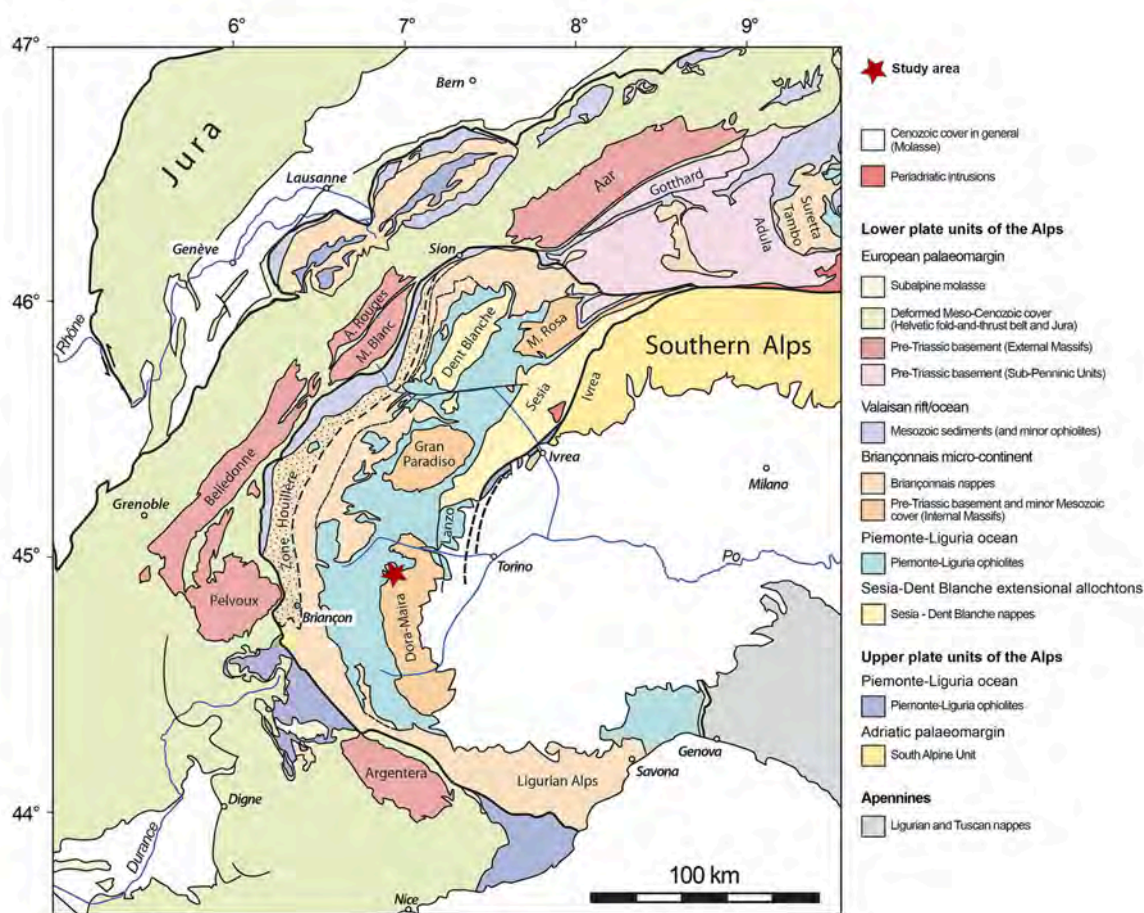 6°
7°
8°
9°
47°
46°
45°
44°
Jura
Bern
Lausanne
Genève
Rhône
Sion
Aar
Gotthard
Adula
Tambo
Suretta
A. Rouges
M. Blanc
Dent Blanche
M. Rosa
Southern Alps
Sesia
Ivrea
Ivrea
Gran
Paradiso
Milano
Belledonne
Grenoble
Zone Houillère
Lanzo
Torino
Po
Pelvoux
Briançon
Dora-Maira
Argentera
Ligurian Alps
Savona
Genova
Digne
Durance
Nice
100 km
Study area
Cenozoic cover in general
(Molasse)
Periadriatic intrusions
Lower plate units of the Alps
European palaeomargin
Subalpine molasse
Deformed Meso-Cenozoic cover
(Helvetic fold-and-thrust belt and Jura)
Pre-Triassic basement (External Massifs)
Pre-Triassic basement (Sub-Penninic Units)
Valaisan rift/ocean
Mesozoic sediments (and minor ophiolites)
Briançonnais micro-continent
Briançonnais nappes
Pre-Triassic basement and minor Mesozoic
cover (Internal Massifs)
Piemonte-Liguria ocean
Piemonte-Liguria ophiolites
Sesia-Dent Blanche extensional allochtons
Sesia - Dent Blanche nappes
Upper plate units of the Alps
Piemonte-Liguria ocean
Piemonte-Liguria ophiolites
Adriatic palaeomargin
South Alpine Unit
Apennines
Ligurian and Tuscan nappes